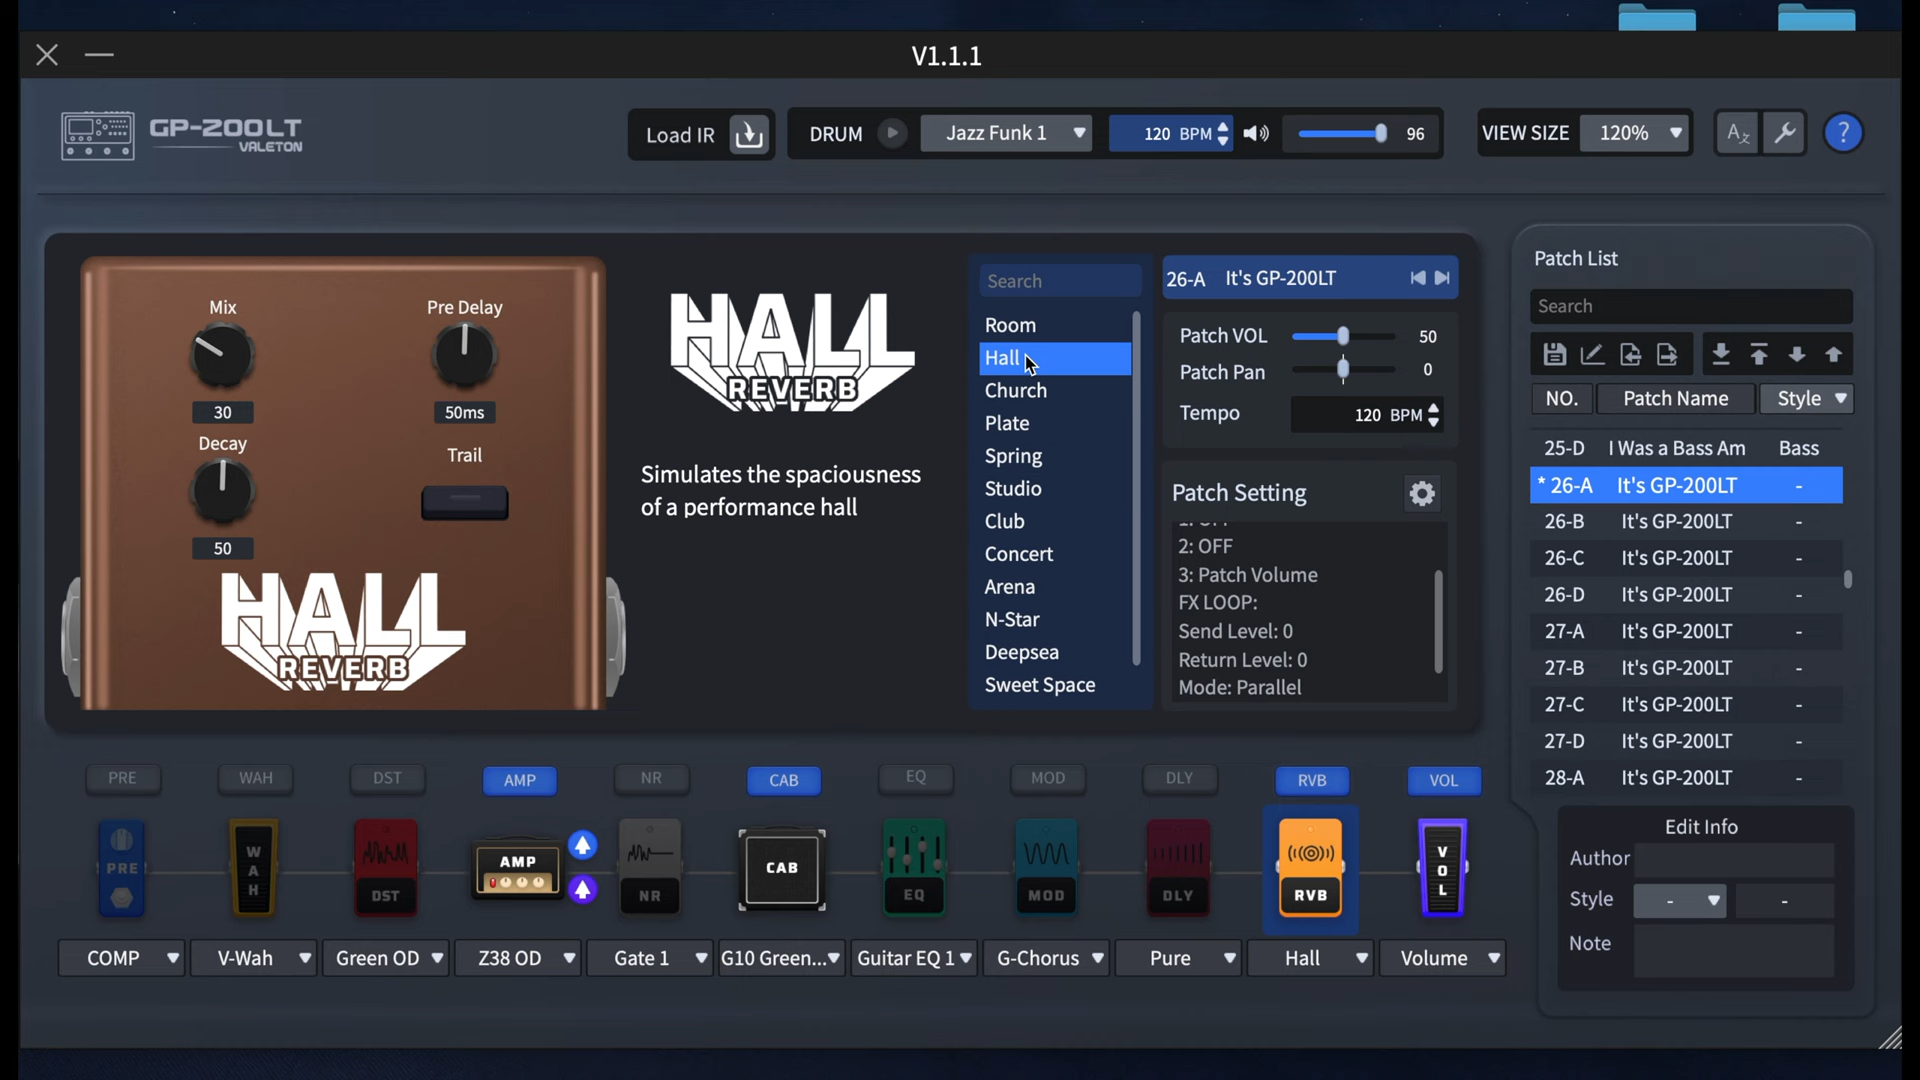 V1.1.1
GP-200LT
VALETON
Load IR
DRUM
Jazz Funk 1
120 BPM
96
VIEW SIZE
120%
Az
?
Mix
30
Pre Delay
50ms
Decay
50
Trail
HALL
REVERB
HALL
REVERB
Simulates the spaciousness
of a performance hall
Search
Room
Hall
Church
Plate
Spring
Studio
Club
Concert
Arena
N-Star
Deepsea
Sweet Space
26-A It's GP-200LT
Patch VOL 50
Patch Pan 0
Tempo 120 BPM
Patch Setting
1: OFF
2: OFF
3: Patch Volume
FX LOOP:
Send Level: 0
Return Level: 0
Mode: Parallel
Patch List
Search
NO. Patch Name Style
25-D I Was a Bass Am Bass
* 26-A It's GP-200LT -
26-B It's GP-200LT -
26-C It's GP-200LT -
26-D It's GP-200LT -
27-A It's GP-200LT -
27-B It's GP-200LT -
27-C It's GP-200LT -
27-D It's GP-200LT -
28-A It's GP-200LT -
Edit Info
Author
Style - -
Note
PRE WAH DST AMP NR CAB EQ MOD DLY RVB VOL
PRE
WAH
DST
AMP
NR
CAB
EQ
MOD
DLY
RVB
VOL
COMP V-Wah Green OD Z38 OD Gate 1 G10 Green... Guitar EQ 1 G-Chorus Pure Hall Volume